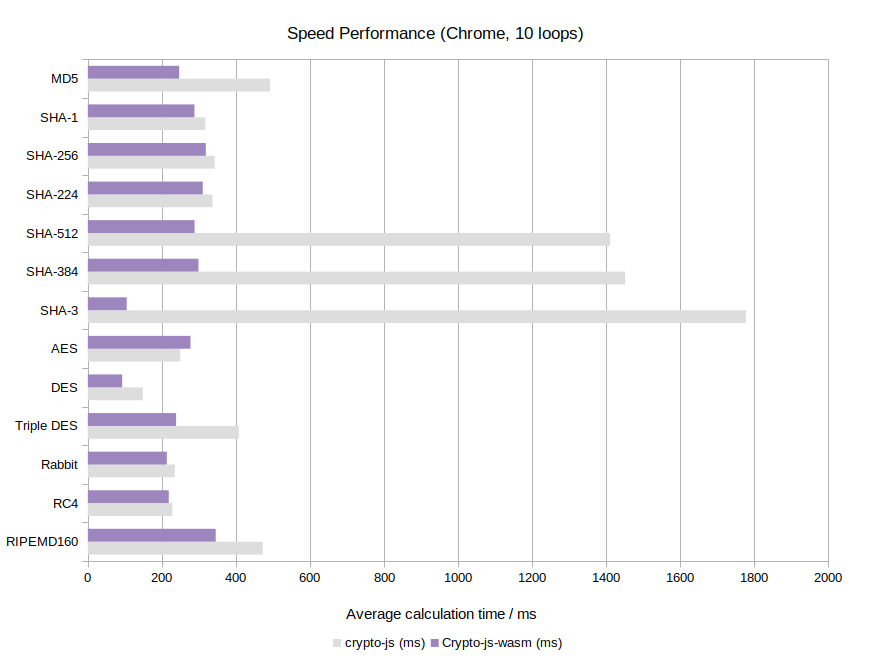 Speed Performance (Chrome, 10 loops)
MD5
SHA-1
SHA-256
SHA-224
SHA-512
SHA-384
SHA-3
AES
DES
Triple DES
Rabbit
RC4
RIPEMD160
0 200 400 600 800 1000 1200 1400 1600 1800 2000
Average calculation time / ms
crypto-js (ms) Crypto-js-wasm (ms)